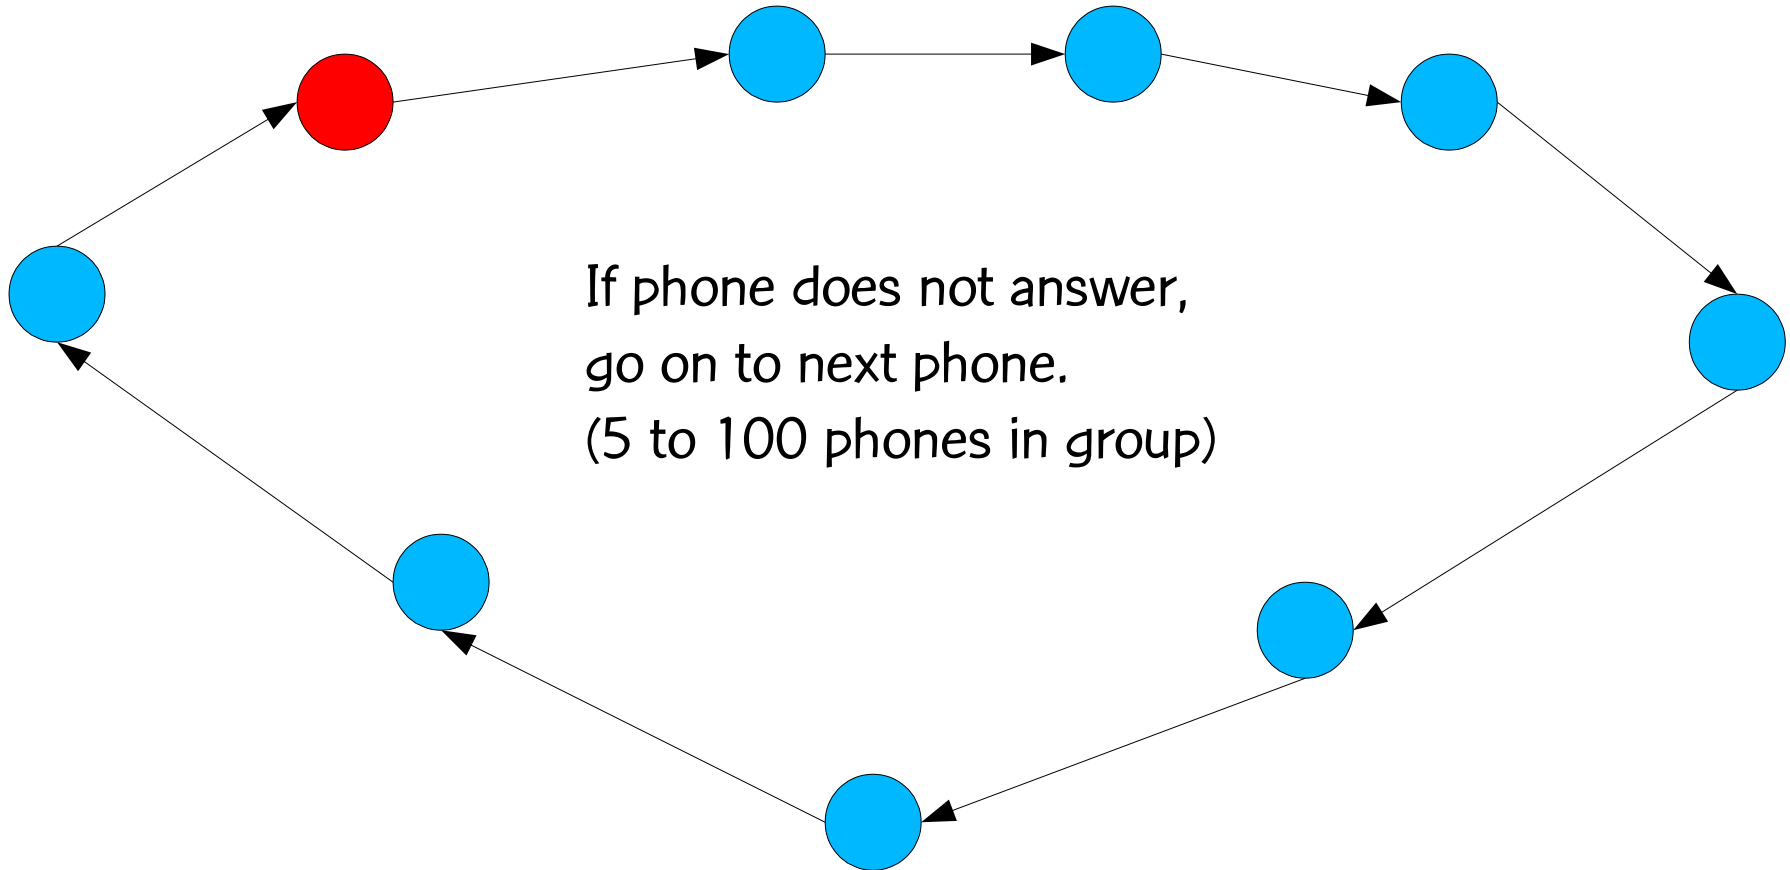 If phone does not answer,
go on to next phone.
(5 to 100 phones in group)